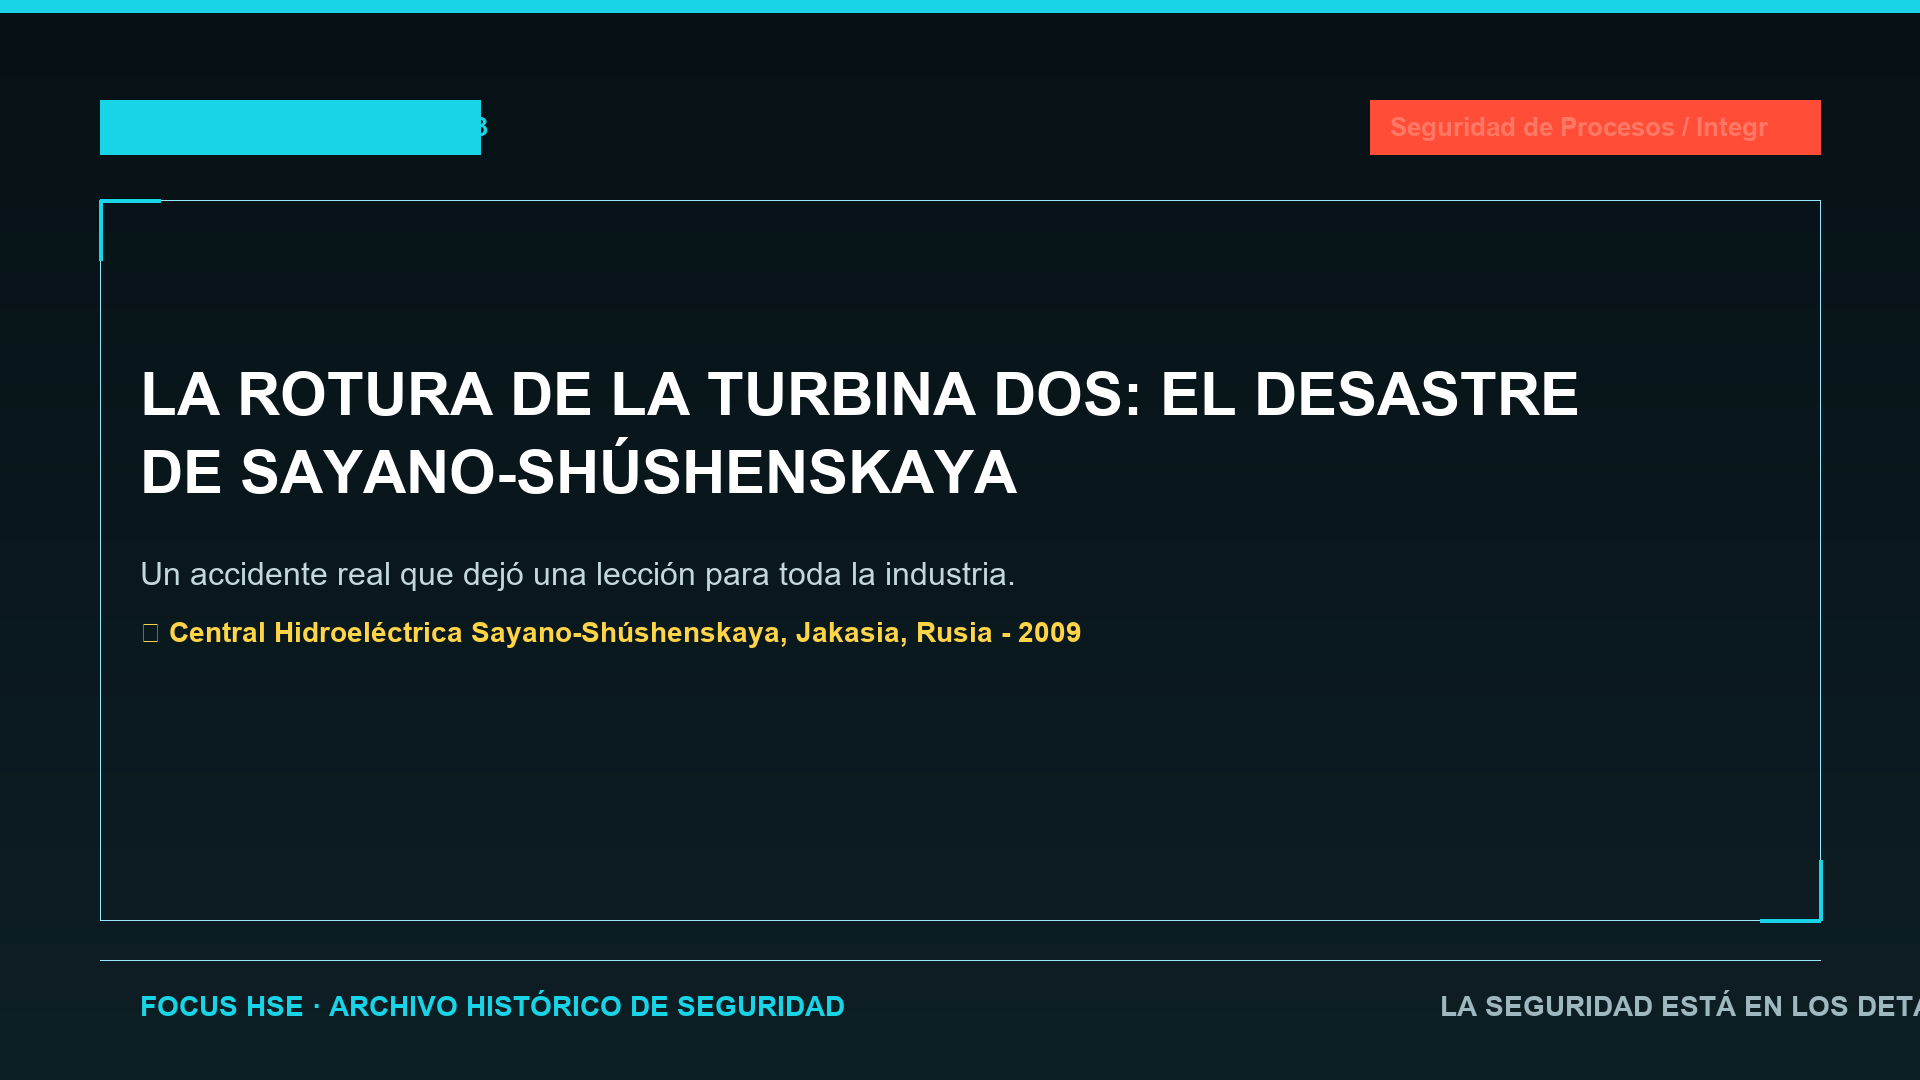 3
Seguridad de Procesos / Integr
LA ROTURA DE LA TURBINA DOS: EL DESASTRE
DE SAYANO-SHÚSHENSKAYA
Un accidente real que dejó una lección para toda la industria.
Central Hidroeléctrica Sayano-Shúshenskaya, Jakasia, Rusia - 2009
FOCUS HSE · ARCHIVO HISTÓRICO DE SEGURIDAD
LA SEGURIDAD ESTÁ EN LOS DETA